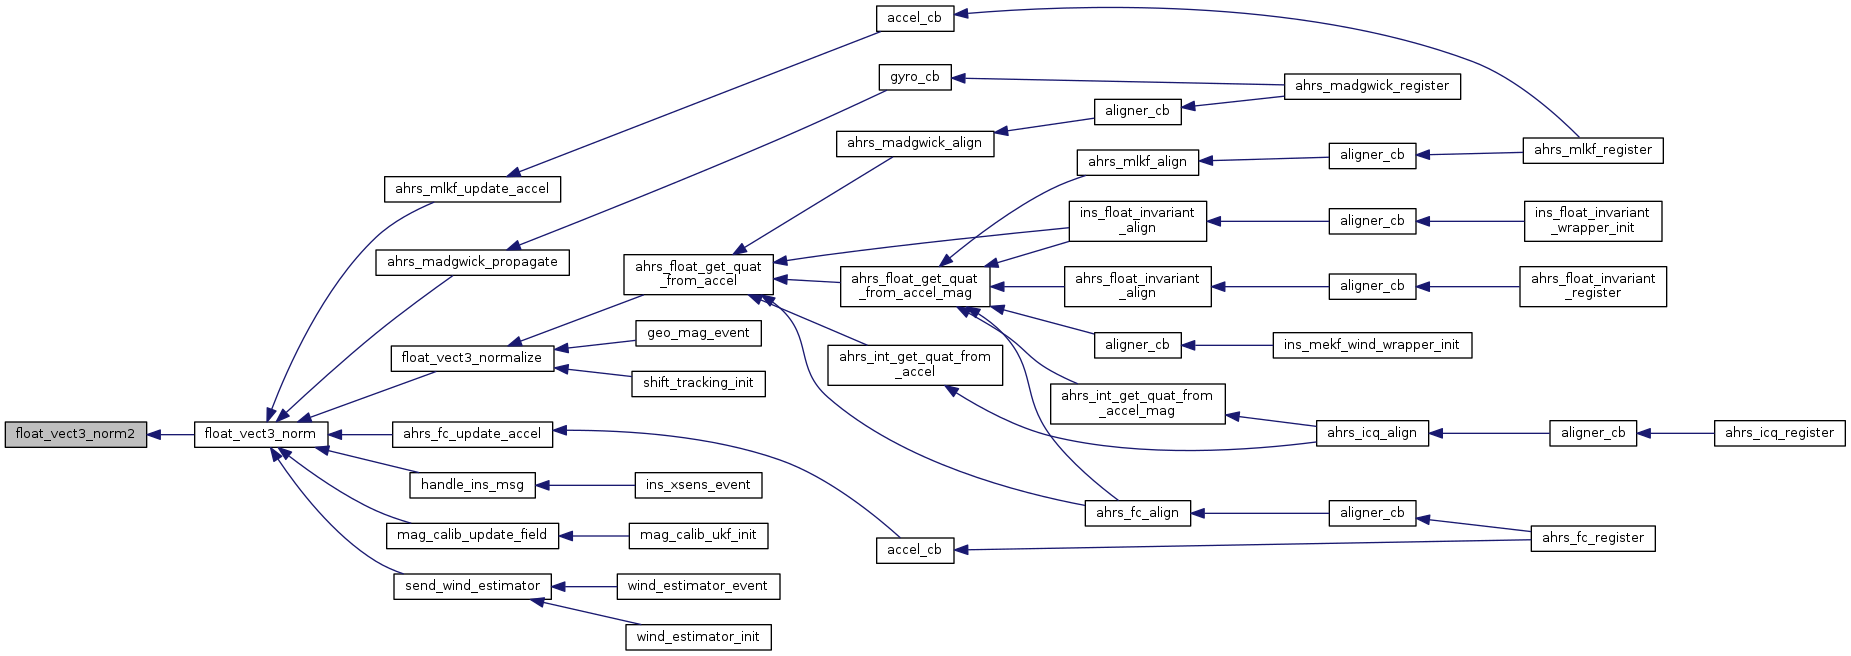 accel_cb
gyro_cb
ahrs_madgwick_register
aligner_cb
ahrs_madgwick_align
ahrs_mlkf_register
aligner_cb
ahrs_mlkf_align
ahrs_mlkf_update_accel
ins_float_invariant
_align
aligner_cb
ins_float_invariant
_wrapper_init
ahrs_madgwick_propagate
ahrs_float_get_quat
_from_accel
ahrs_float_get_quat
_from_accel_mag
ahrs_float_invariant
_align
aligner_cb
ahrs_float_invariant
_register
geo_mag_event
float_vect3_normalize
aligner_cb
ins_mekf_wind_wrapper_init
ahrs_int_get_quat_from
_accel
shift_tracking_init
ahrs_int_get_quat_from
_accel_mag
float_vect3_norm2
float_vect3_norm
ahrs_fc_update_accel
ahrs_icq_align
aligner_cb
ahrs_icq_register
handle_ins_msg
ins_xsens_event
ahrs_fc_align
aligner_cb
mag_calib_update_field
mag_calib_ukf_init
accel_cb
ahrs_fc_register
send_wind_estimator
wind_estimator_event
wind_estimator_init